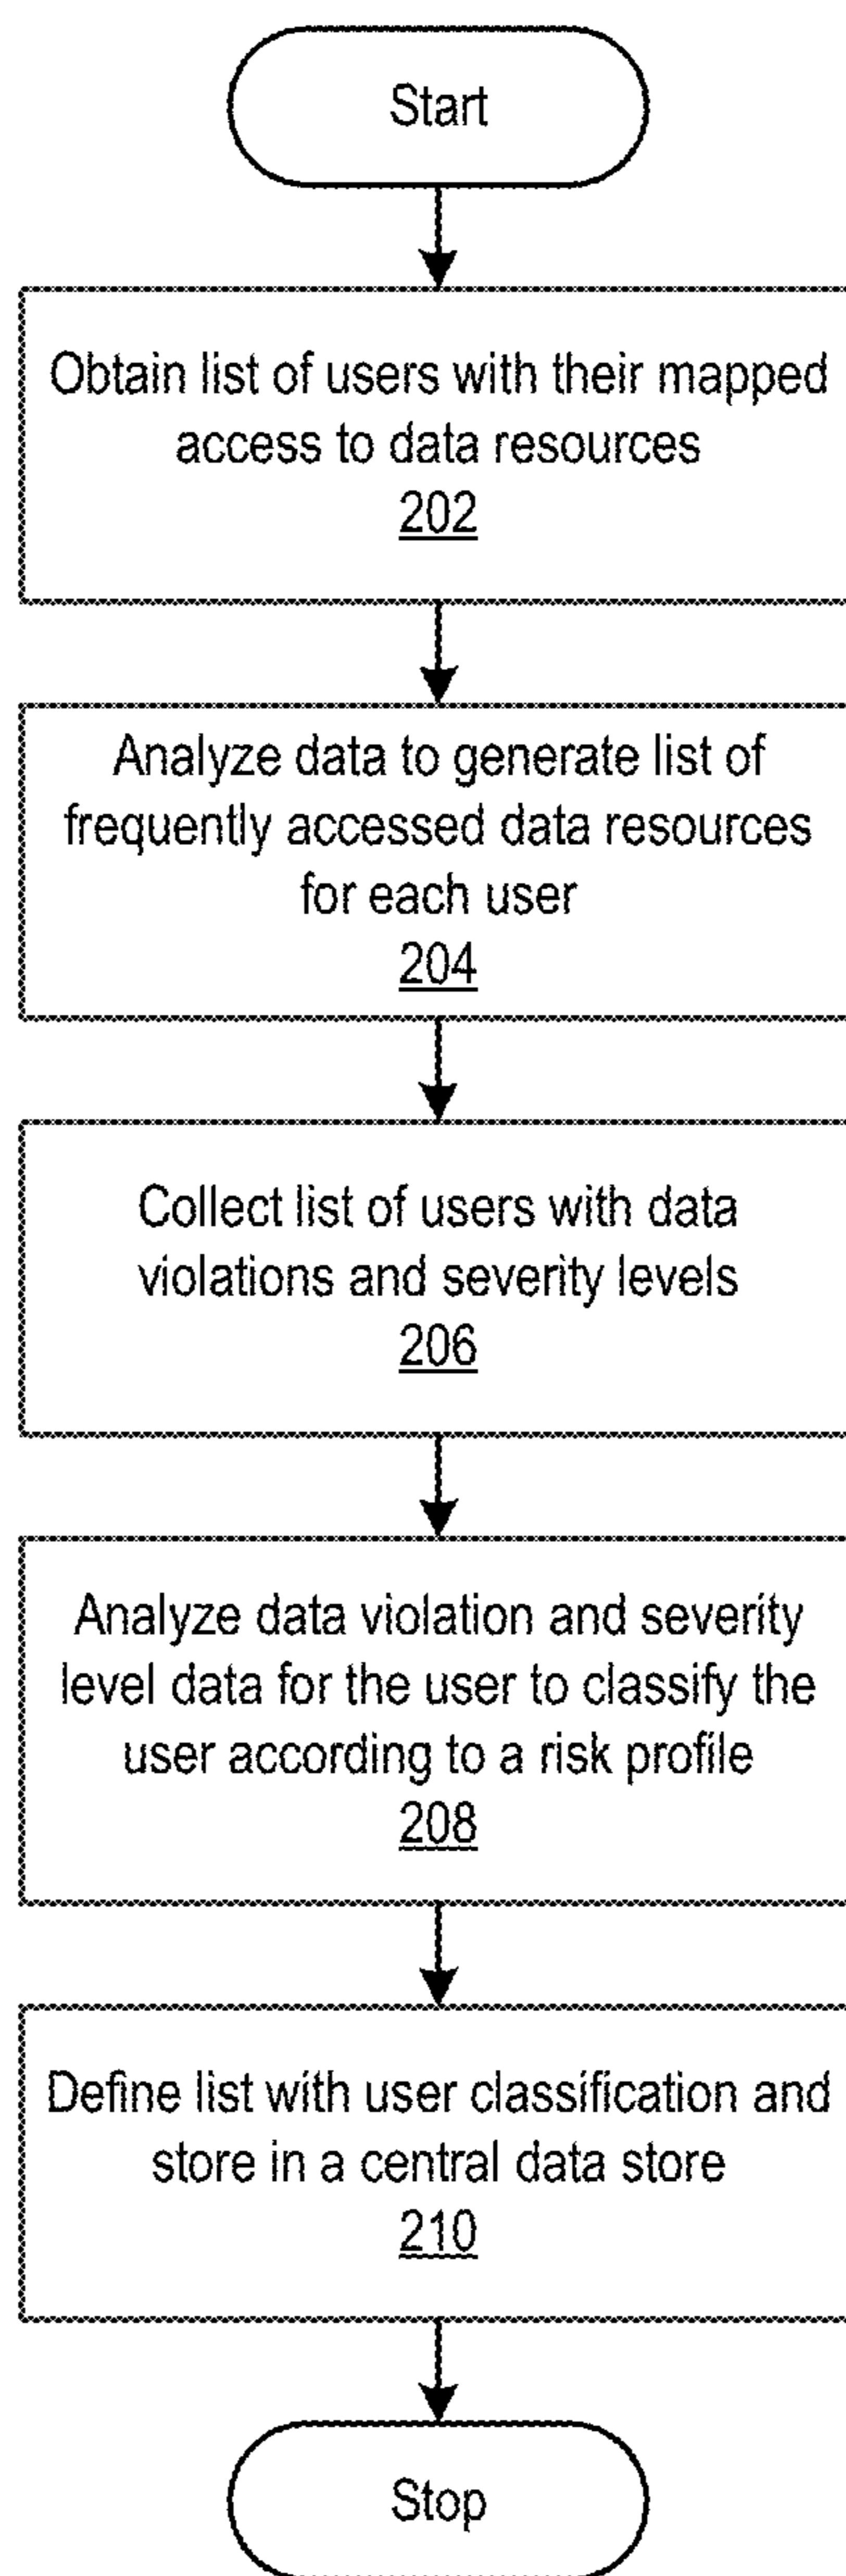 Start
Obtain list of users with their mapped
access to data resources
202
Analyze data to generate list of
frequently accessed data resources
for each user
204
Collect list of users with data
violations and severity levels
206
Analyze data violation and severity
level data for the user to classify the
user according to a risk profile
208
Define list with user classification and
store in a central data store
210
Stop